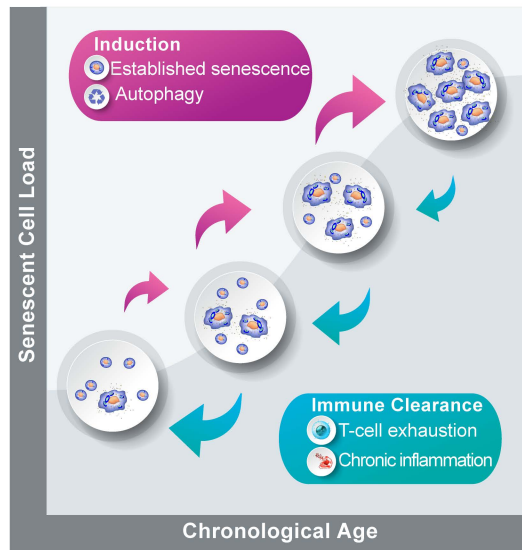 Induction
Established senescence
Autophagy
Senescent Cell Load
Immune Clearance
T-cell exhaustion
Chronic inflammation
Chronological Age